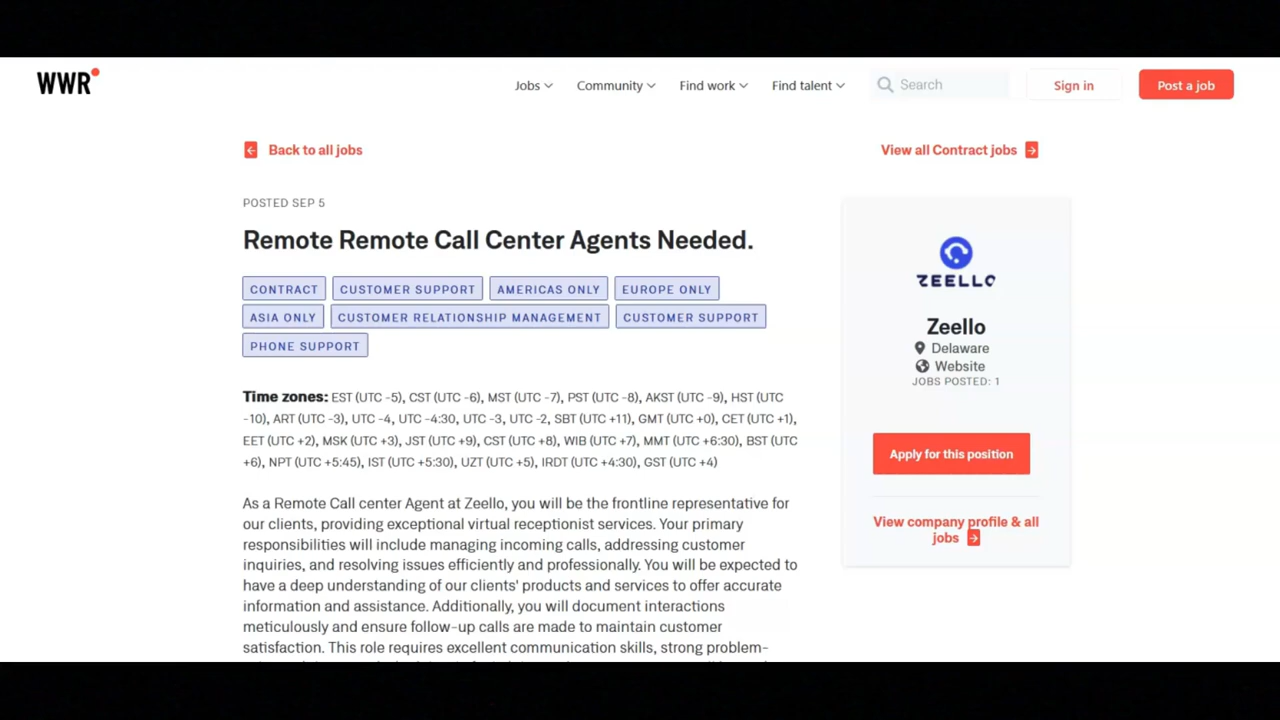 WWR
Jobs
Community
Find work
Find talent
Search
Sign in
Post a job
Back to all jobs
View all Contract jobs
POSTED SEP 5
Remote Remote Call Center Agents Needed.
CONTRACT
CUSTOMER SUPPORT
AMERICAS ONLY
EUROPE ONLY
ASIA ONLY
CUSTOMER RELATIONSHIP MANAGEMENT
CUSTOMER SUPPORT
PHONE SUPPORT
Time zones: EST (UTC -5), CST (UTC -6), MST (UTC -7), PST (UTC -8), AKST (UTC -9), HST (UTC
-10), ART (UTC -3), UTC -4, UTC -4:30, UTC -3, UTC -2, SBT (UTC +11), GMT (UTC +0), CET (UTC +1),
EET (UTC +2), MSK (UTC +3), JST (UTC +9), CST (UTC +8), WIB (UTC +7), MMT (UTC +6:30), BST (UTC
+6), NPT (UTC +5:45), IST (UTC +5:30), UZT (UTC +5), IRDT (UTC +4:30), GST (UTC +4)
As a Remote Call center Agent at Zeello, you will be the frontline representative for
our clients, providing exceptional virtual receptionist services. Your primary
responsibilities will include managing incoming calls, addressing customer
inquiries, and resolving issues efficiently and professionally. You will be expected to
have a deep understanding of our clients' products and services to offer accurate
information and assistance. Additionally, you will document interactions
meticulously and ensure follow-up calls are made to maintain customer
satisfaction. This role requires excellent communication skills, strong problem-
ZEELLO
Zeello
Delaware
Website
JOBS POSTED: 1
Apply for this position
View company profile & all
jobs